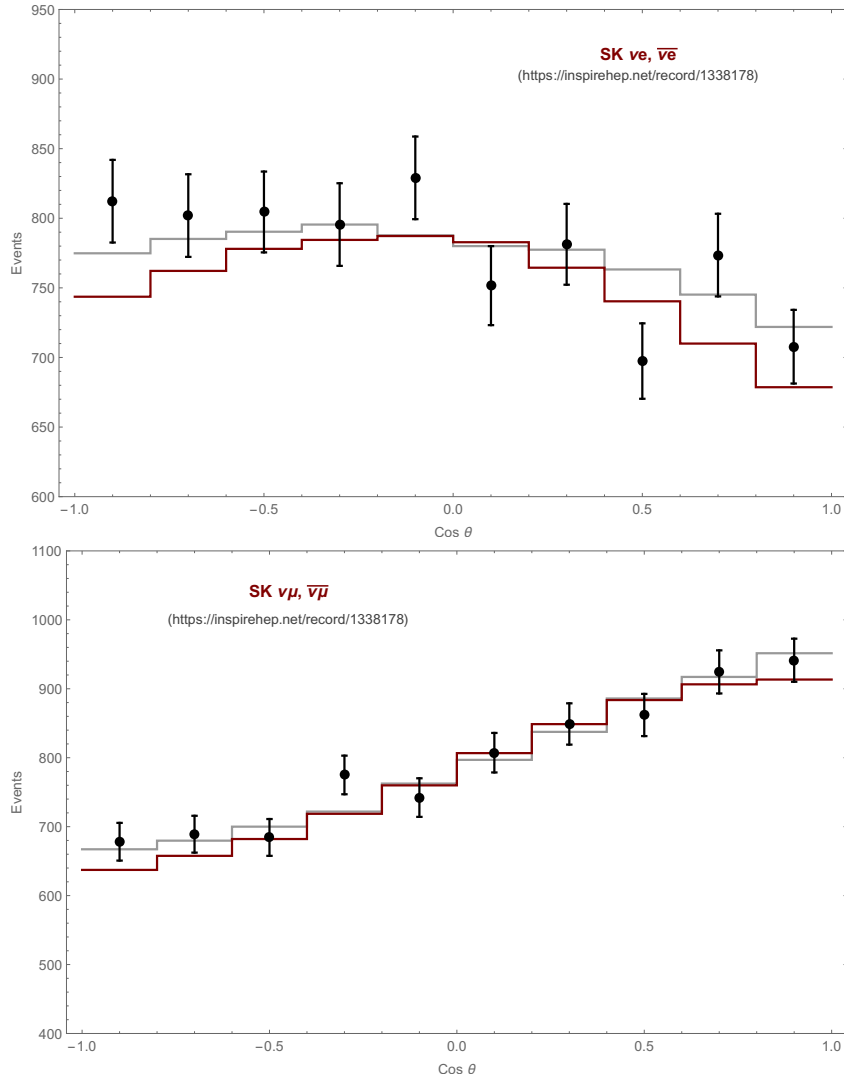 950
900
850
800
750
700
650
600
Events
SK νe, ν̅e̅
(https://inspirehep.net/record/1338178)
−1.0 −0.5 0.0 0.5 1.0
Cos θ
1100
1000
900
800
700
600
500
400
Events
SK νμ, ν̅μ̅
(https://inspirehep.net/record/1338178)
−1.0 −0.5 0.0 0.5 1.0
Cos θ